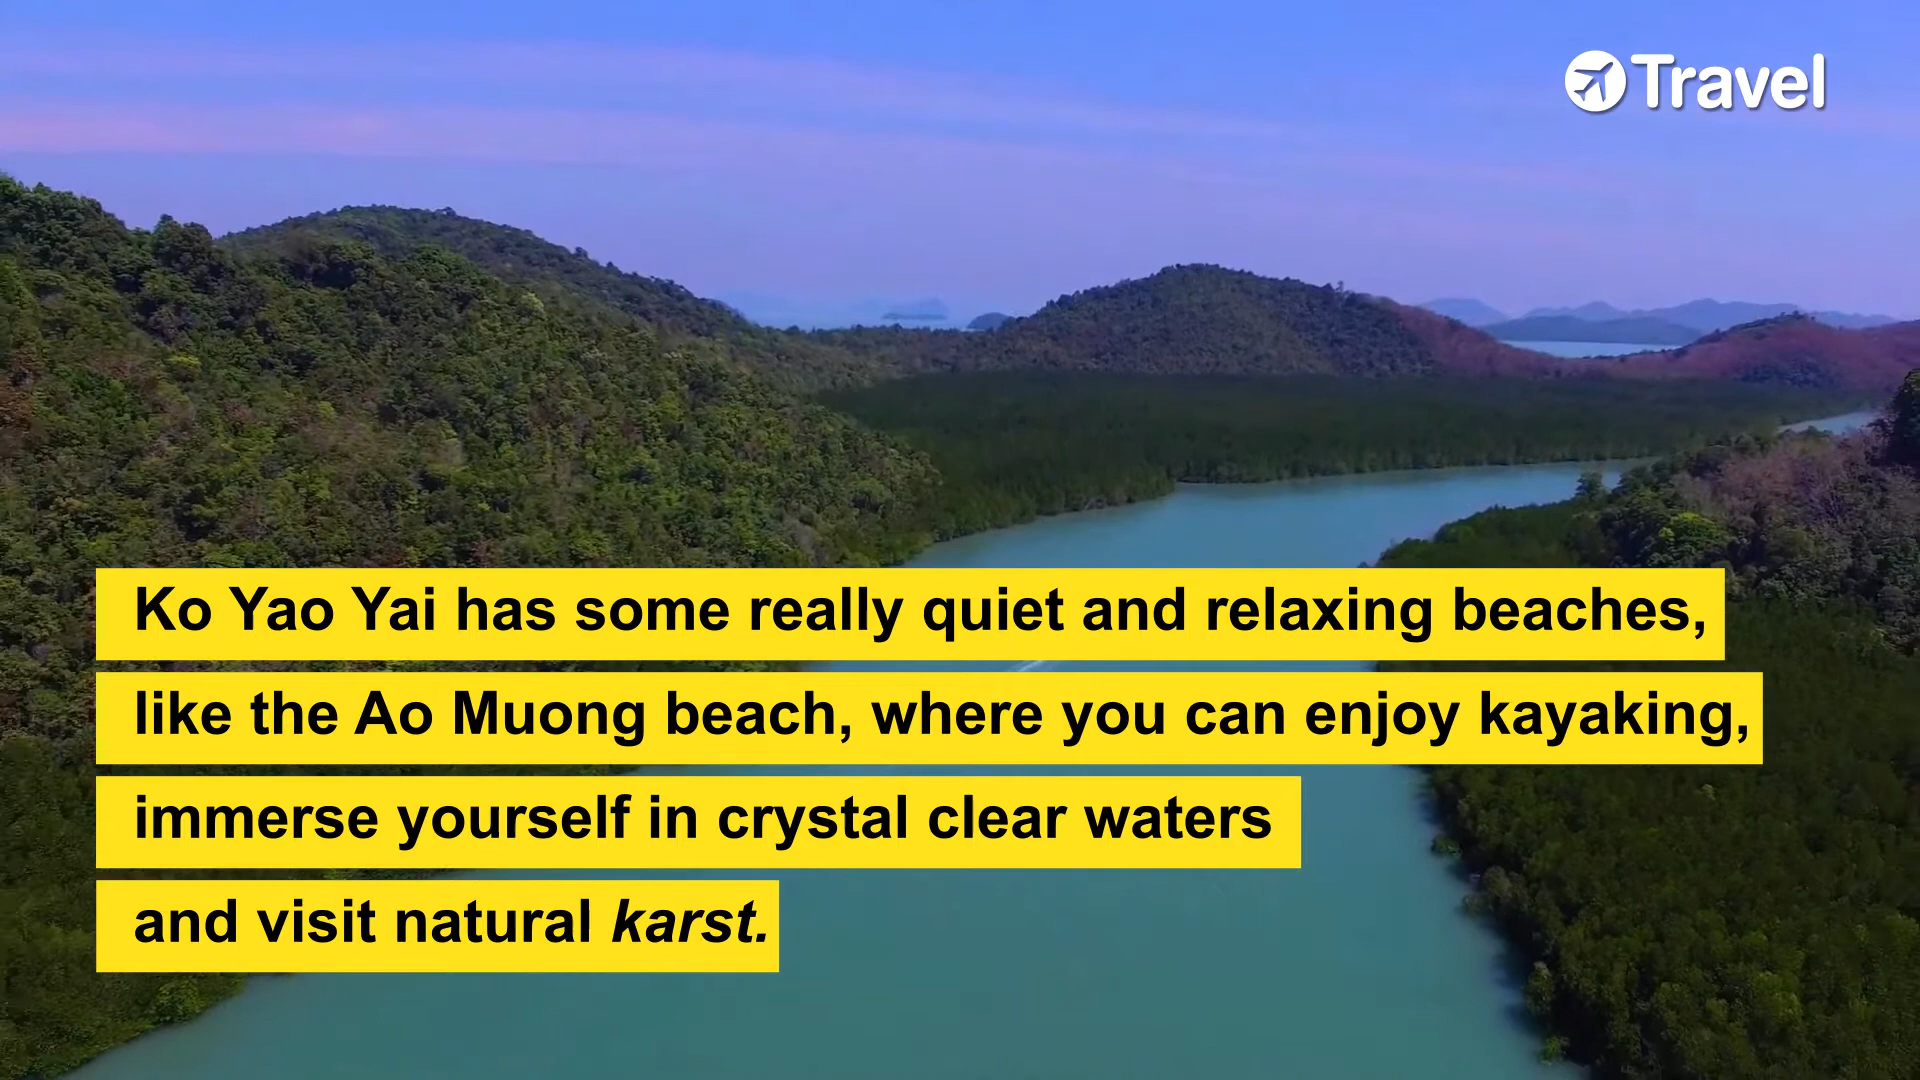 Travel
Ko Yao Yai has some really quiet and relaxing beaches,
like the Ao Muong beach, where you can enjoy kayaking,
immerse yourself in crystal clear waters
and visit natural karst.